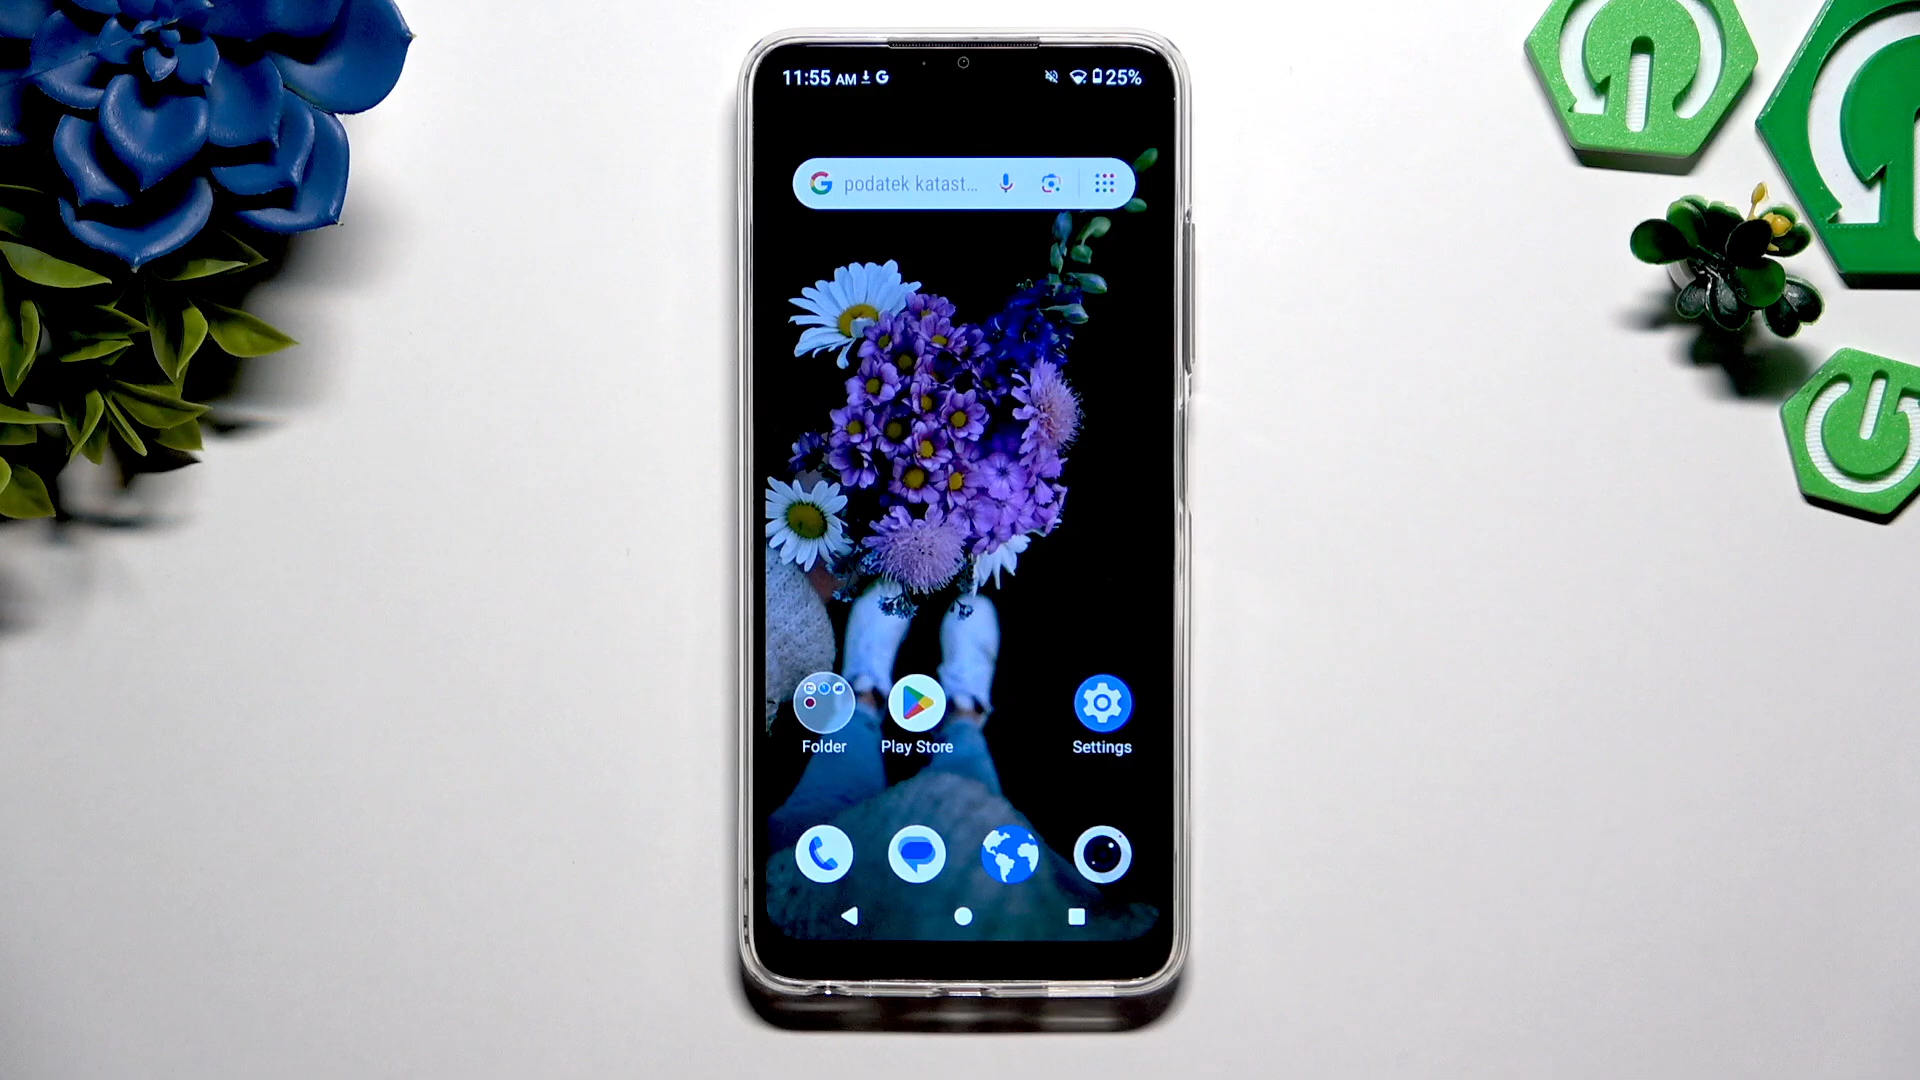 11:55 AM
25%
podatek katast...
Folder
Play Store
Settings